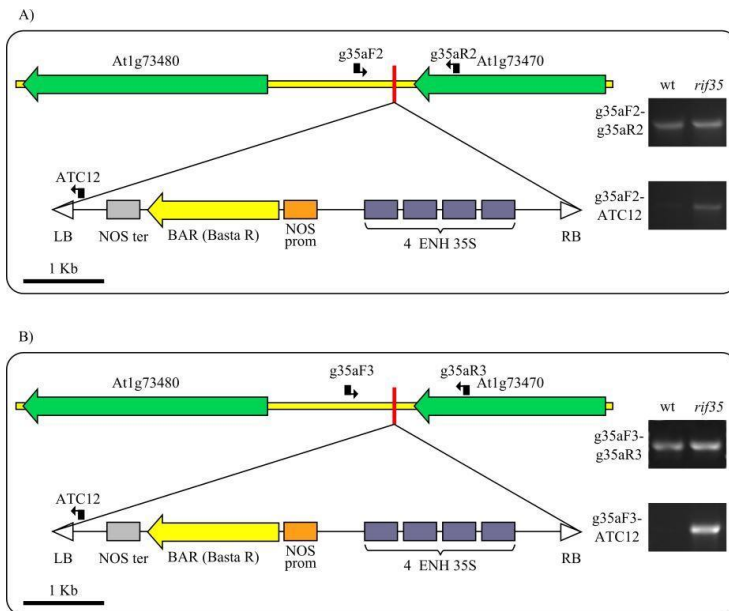 A)
g35aF2 g35aR2
At1g73480 At1g73470
wt rif35
g35aF2-
g35aR2
ATC12
g35aF2-
ATC12
LB NOS ter BAR (Basta R) NOS
prom 4 ENH 35S RB
1 Kb
B)
g35aF3 g35aR3
At1g73480 At1g73470
wt rif35
g35aF3-
g35aR3
ATC12
g35aF3-
ATC12
LB NOS ter BAR (Basta R) NOS
prom 4 ENH 35S RB
1 Kb